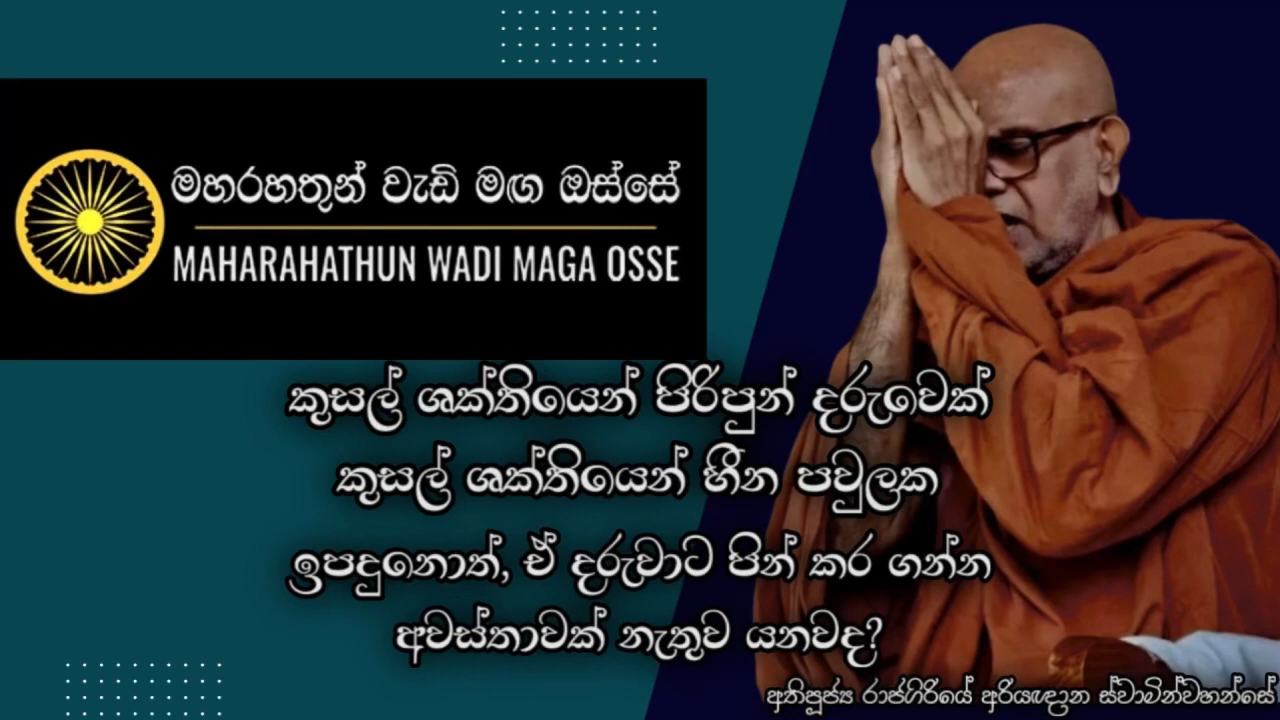 මහරහතුන් වැඩි මඟ ඔස්සේ
MAHARAHATHUN WADI MAGA OSSE
කුසල් ශක්තියෙන් පිරිපුන් දරුවෙක්
කුසල් ශක්තියෙන් හීන පවුලක
ඉපදුනොත්, ඒ දරුවාට පින් කර ගන්න
අවස්තාවක් නැතුව යනවද?
අතිපූජ්‍ය රාජගිරියේ අරියඥාන ස්වාමින්වහන්සේ